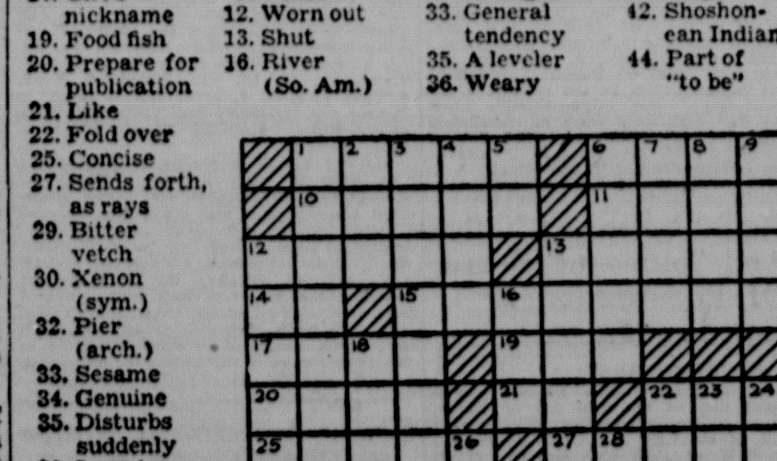 nickname
19. Food fish
20. Prepare for
publication
21. Like
22. Fold over
25. Concise
27. Sends forth,
as rays
29. Bitter
vetch
30. Xenon
(sym.)
32. Pier
(arch.)
33. Sesame
34. Genuine
35. Disturbs
suddenly
12. Worn out
13. Shut
16. River
(So. Am.)
33. General
tendency
35. A leveler
36. Weary
42. Shoshon-
ean Indian
44. Part of
"to be"
1 2 3 4 5 6 7 8 9
10 11
12 13
14 15 16
17 18 19
20 21 22 23 24
25 26 27 28